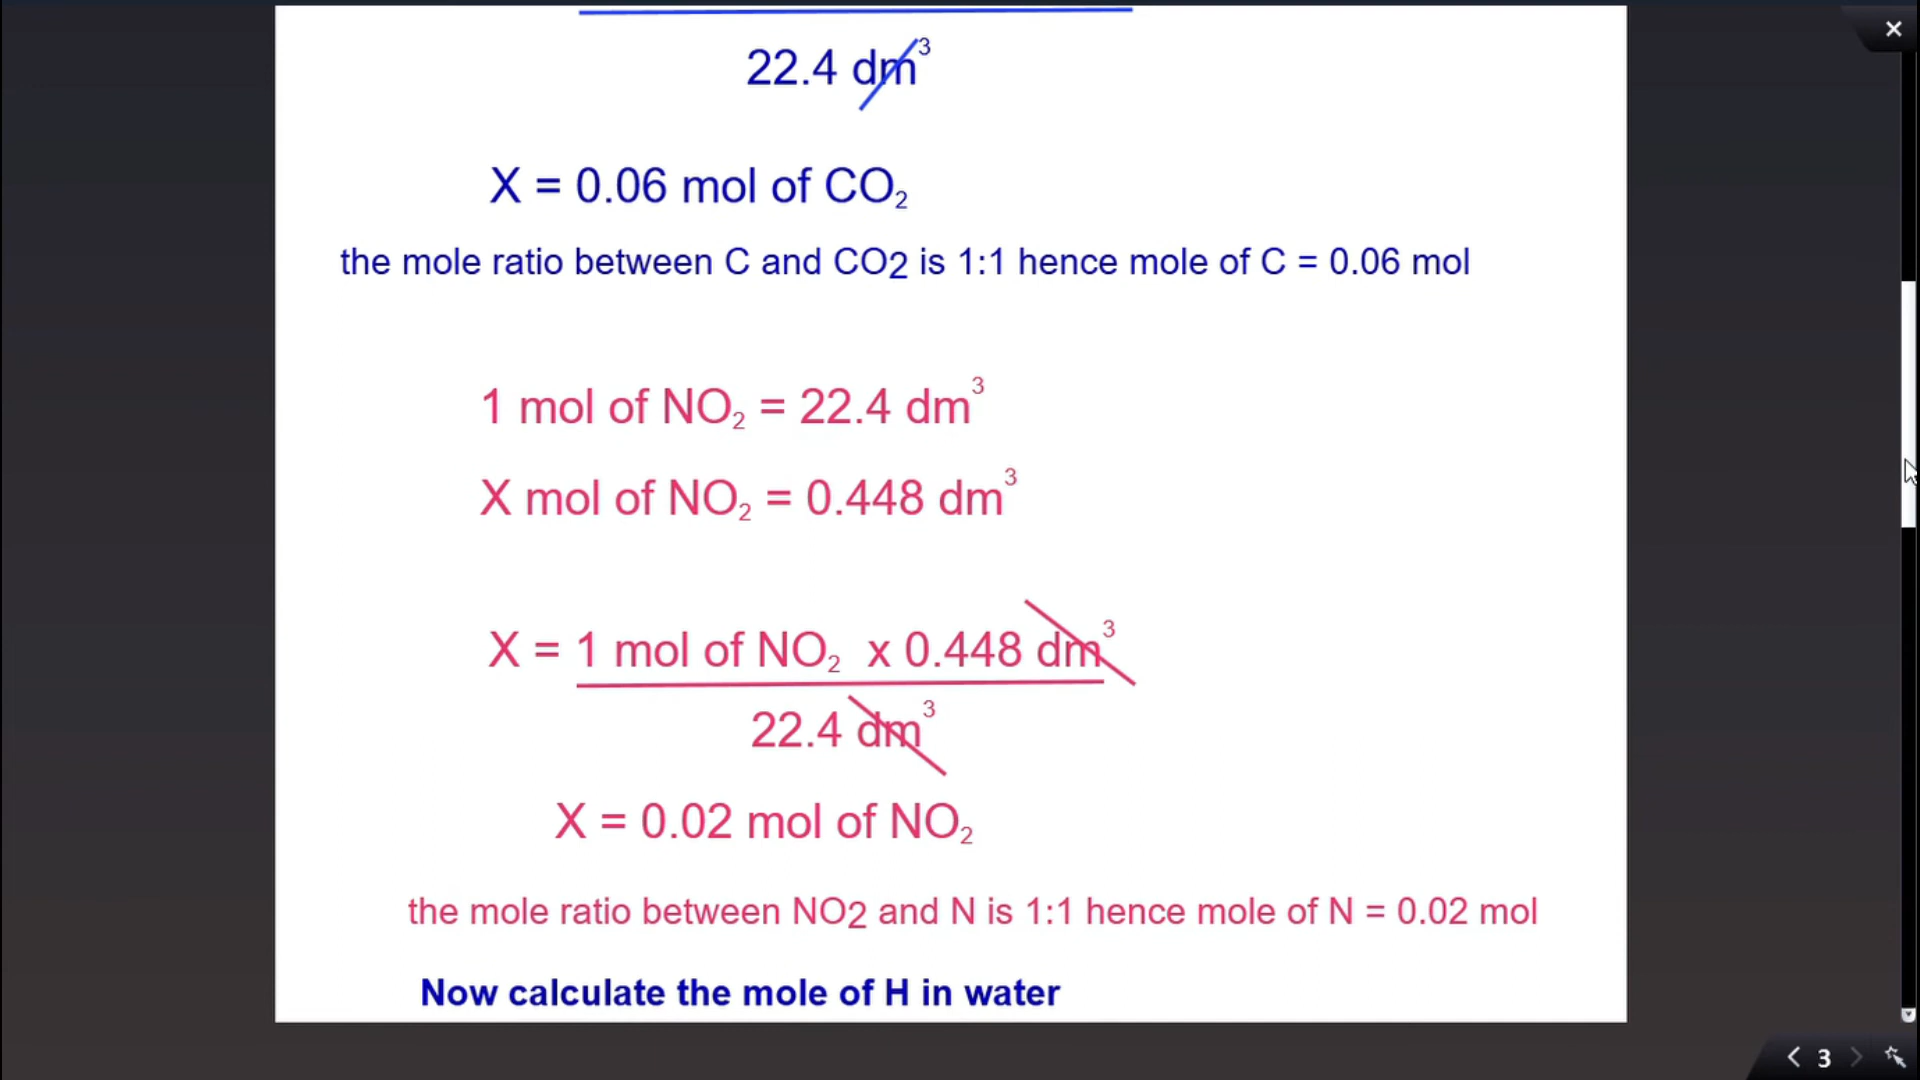 22.4 dm³
X = 0.06 mol of CO₂
the mole ratio between C and CO2 is 1:1 hence mole of C = 0.06 mol
1 mol of NO₂ = 22.4 dm³
X mol of NO₂ = 0.448 dm³
X = 1 mol of NO₂ x 0.448 dm³
22.4 dm³
X = 0.02 mol of NO₂
the mole ratio between NO2 and N is 1:1 hence mole of N = 0.02 mol
Now calculate the mole of H in water
3